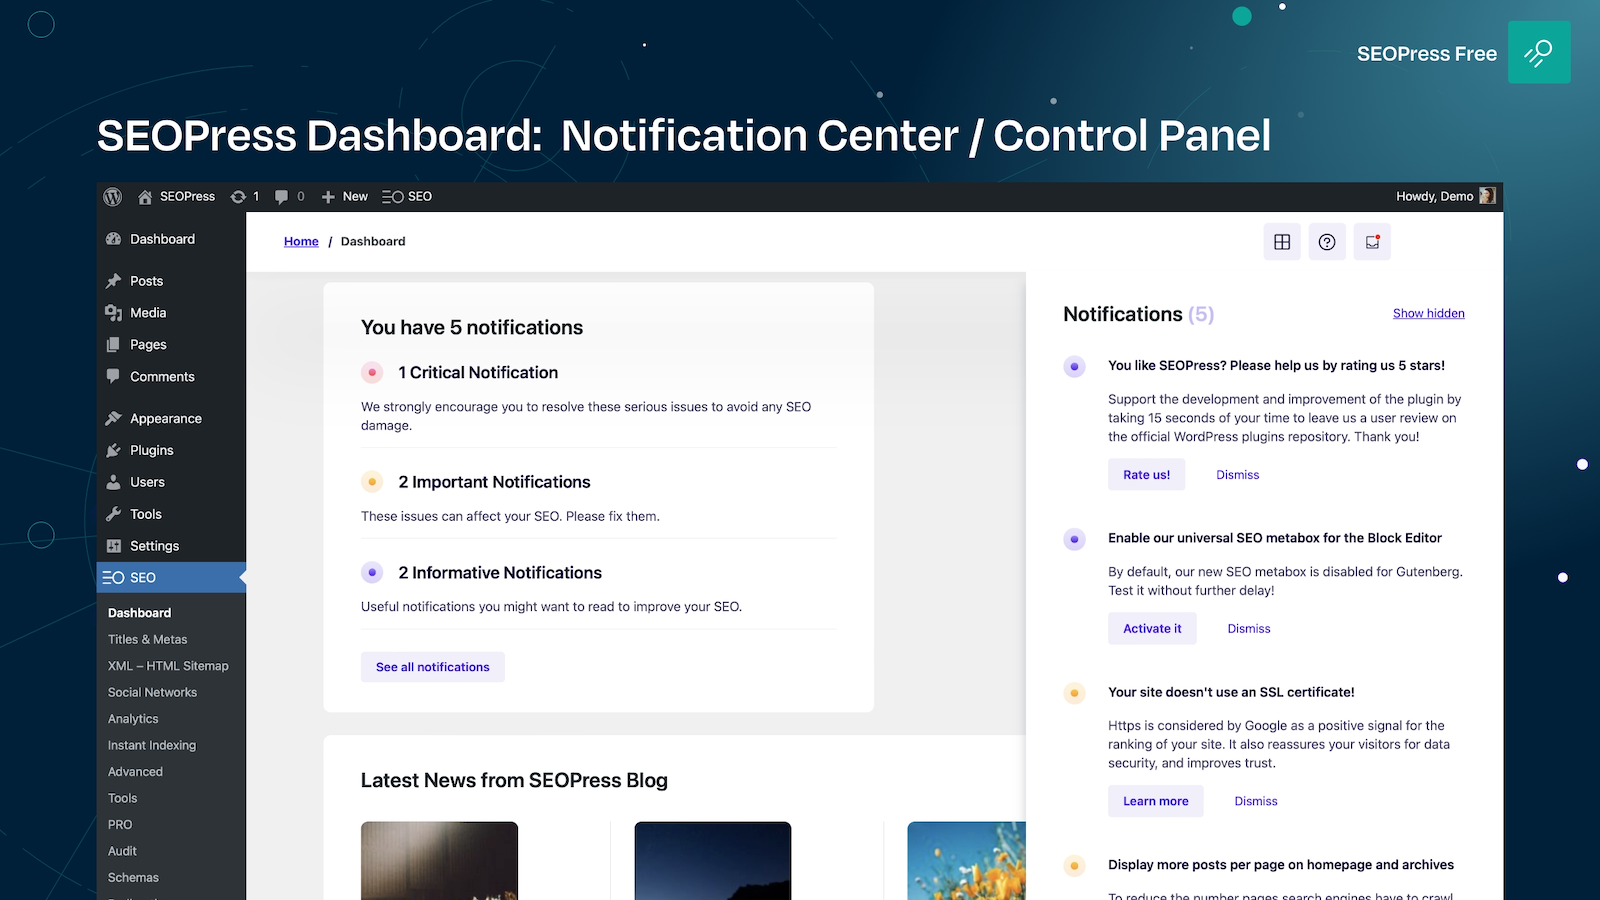 SEOPress Free
SEOPress Dashboard: Notification Center / Control Panel
SEOPress
1
0
New
SEO
Howdy, Demo
Dashboard
Posts
Media
Pages
Comments
Appearance
Plugins
Users
Tools
Settings
SEO
Dashboard
Titles & Metas
XML – HTML Sitemap
Social Networks
Analytics
Instant Indexing
Advanced
Tools
PRO
Audit
Schemas
Home / Dashboard
You have 5 notifications
1 Critical Notification
We strongly encourage you to resolve these serious issues to avoid any SEO
damage.
2 Important Notifications
These issues can affect your SEO. Please fix them.
2 Informative Notifications
Useful notifications you might want to read to improve your SEO.
See all notifications
Latest News from SEOPress Blog
Notifications (5)
Show hidden
You like SEOPress? Please help us by rating us 5 stars!
Support the development and improvement of the plugin by
taking 15 seconds of your time to leave us a user review on
the official WordPress plugins repository. Thank you!
Rate us!
Dismiss
Enable our universal SEO metabox for the Block Editor
By default, our new SEO metabox is disabled for Gutenberg.
Test it without further delay!
Activate it
Dismiss
Your site doesn't use an SSL certificate!
Https is considered by Google as a positive signal for the
ranking of your site. It also reassures your visitors for data
security, and improves trust.
Learn more
Dismiss
Display more posts per page on homepage and archives
To reduce the number pages search engines have to crawl